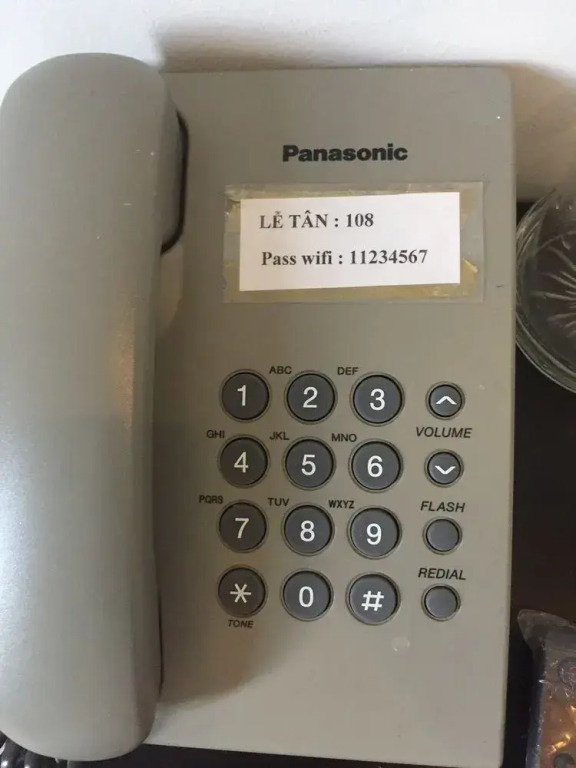 Panasonic
LỄ TÂN : 108
Pass wifi : 11234567
ABC DEF
1 2 3
VOLUME
GHI JKL MNO
4 5 6
PQRS TUV WXYZ
FLASH
7 8 9
REDIAL
* 0 #
TONE